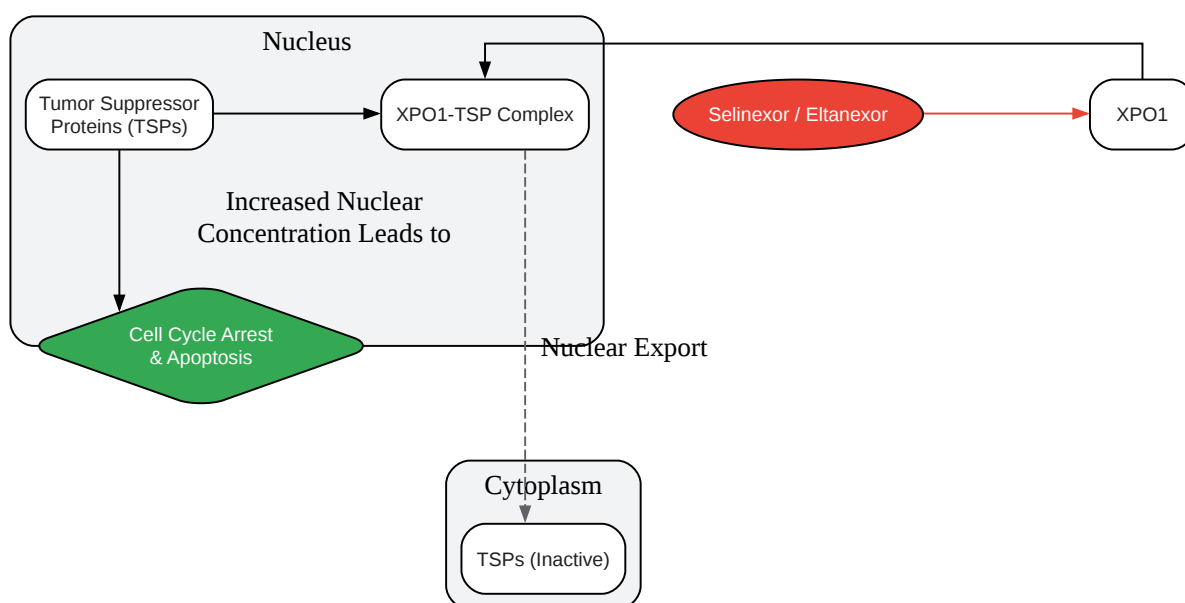 Nucleus
Tumor Suppressor
Proteins (TSPs)
XPO1-TSP Complex
Selinexor / Eltanexor
XPO1
Increased Nuclear
Concentration Leads to
Cell Cycle Arrest
& Apoptosis
Nuclear Export
Cytoplasm
TSPs (Inactive)